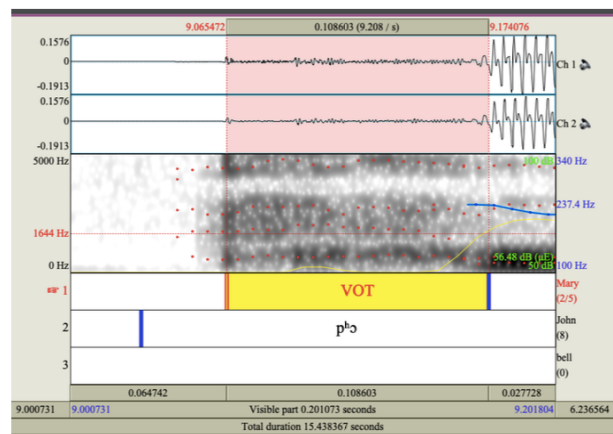 9.065472 0.108603 (9.208 / s) 9.174076
0.1576
0
-0.1913
Ch 1
0.1576
0
-0.1913
Ch 2
5000 Hz 100 dB 340 Hz
237.4 Hz
1644 Hz
56.48 dB (µE)
0 Hz 50 dB 100 Hz
1 VOT Mary
(2/5)
2 pʰɔ John
(8)
3 bell
(0)
0.064742 0.108603 0.027728
9.000731 9.000731 Visible part 0.201073 seconds 9.201804 6.236564
Total duration 15.438367 seconds